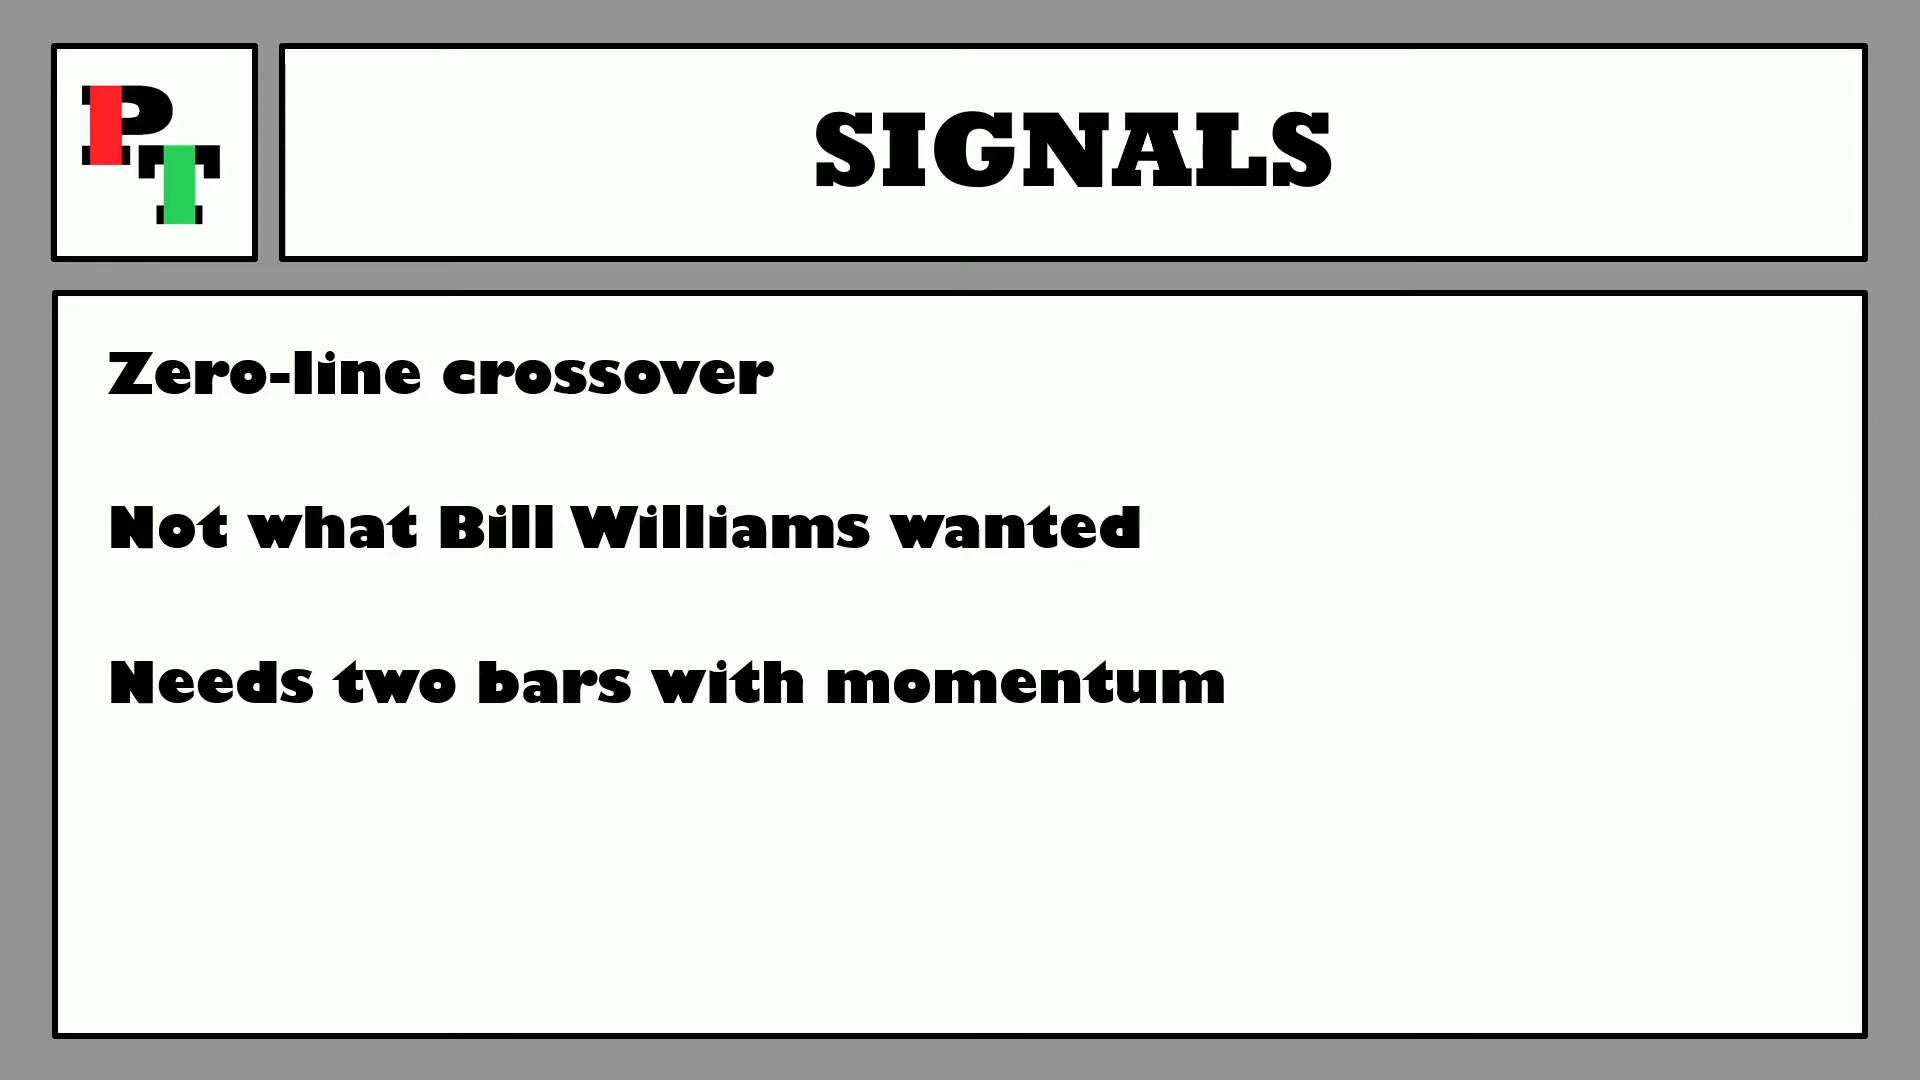 PT
SIGNALS
Zero-line crossover
Not what Bill Williams wanted
Needs two bars with momentum